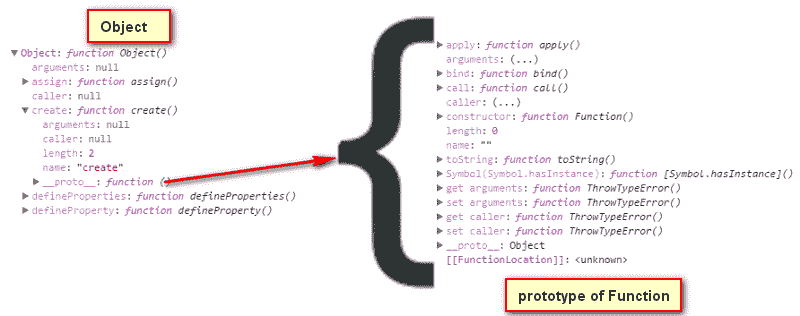 Object
Object: function Object()
arguments: null
assign: function assign()
caller: null
create: function create()
arguments: null
caller: null
length: 2
name: "create"
__proto__: function ()
defineProperties: function defineProperties()
defineProperty: function defineProperty()
apply: function apply()
arguments: (...)
bind: function bind()
call: function call()
caller: (...)
constructor: function Function()
length: 0
name: ""
toString: function toString()
Symbol(Symbol.hasInstance): function [Symbol.hasInstance]()
get arguments: function ThrowTypeError()
set arguments: function ThrowTypeError()
get caller: function ThrowTypeError()
set caller: function ThrowTypeError()
__proto__: Object
[[FunctionLocation]]: <unknown>
prototype of Function